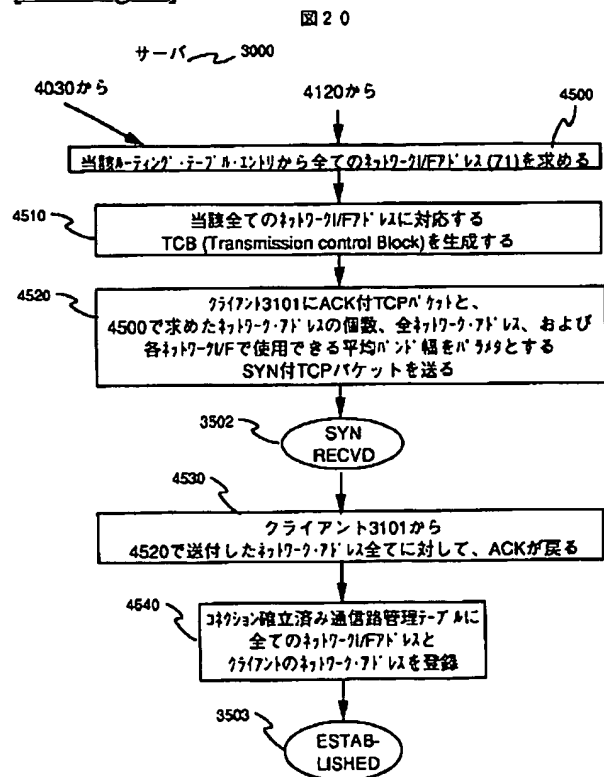 図20
サーバ 3000
4030から
4120から
4500
当該ルーティング・テーブル・エントリから全てのネットワークI/Fアドレス(71)を求める
4510
当該全てのネットワークI/Fアドレスに対応する
TCB (Transmission control Block)を生成する
4520
クライアント3101にACK付TCPパケットと、
4500で求めたネットワーク・アドレスの個数、全ネットワーク・アドレス、および
各ネットワークI/Fで使用できる平均バンド幅をパラメタとする
SYN付TCPパケットを送る
3502
SYN
RECVD
4530
クライアント3101から
4520で送付したネットワーク・アドレス全てに対して、ACKが戻る
4540
コネクション確立済み通信路管理テーブルに
全てのネットワークI/Fアドレスと
クライアントのネットワーク・アドレスを登録
3503
ESTAB-
LISHED